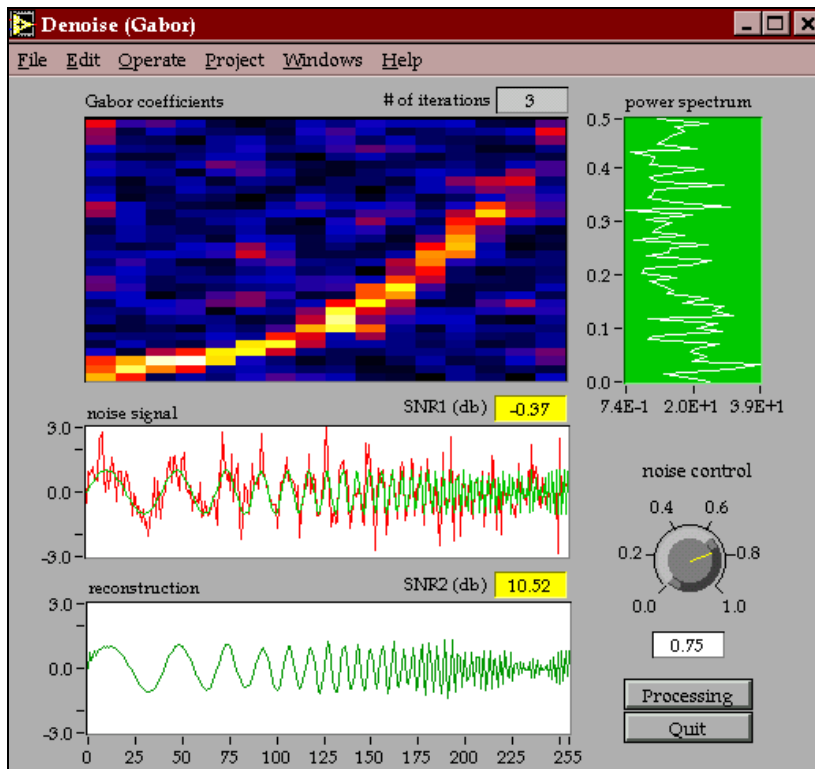 Denoise (Gabor)
File Edit Operate Project Windows Help
Gabor coefficients
# of iterations 3
power spectrum
0.5
0.4
0.3
0.2
0.1
0.0
7.4E-1 2.0E+1 3.9E+1
noise signal
SNR1 (db) -0.37
3.0
0.0
-3.0
reconstruction
SNR2 (db) 10.52
3.0
0.0
-3.0
0 25 50 75 100 125 150 175 200 225 255
noise control
0.4 0.6
0.2 0.8
0.0 1.0
0.75
Processing
Quit